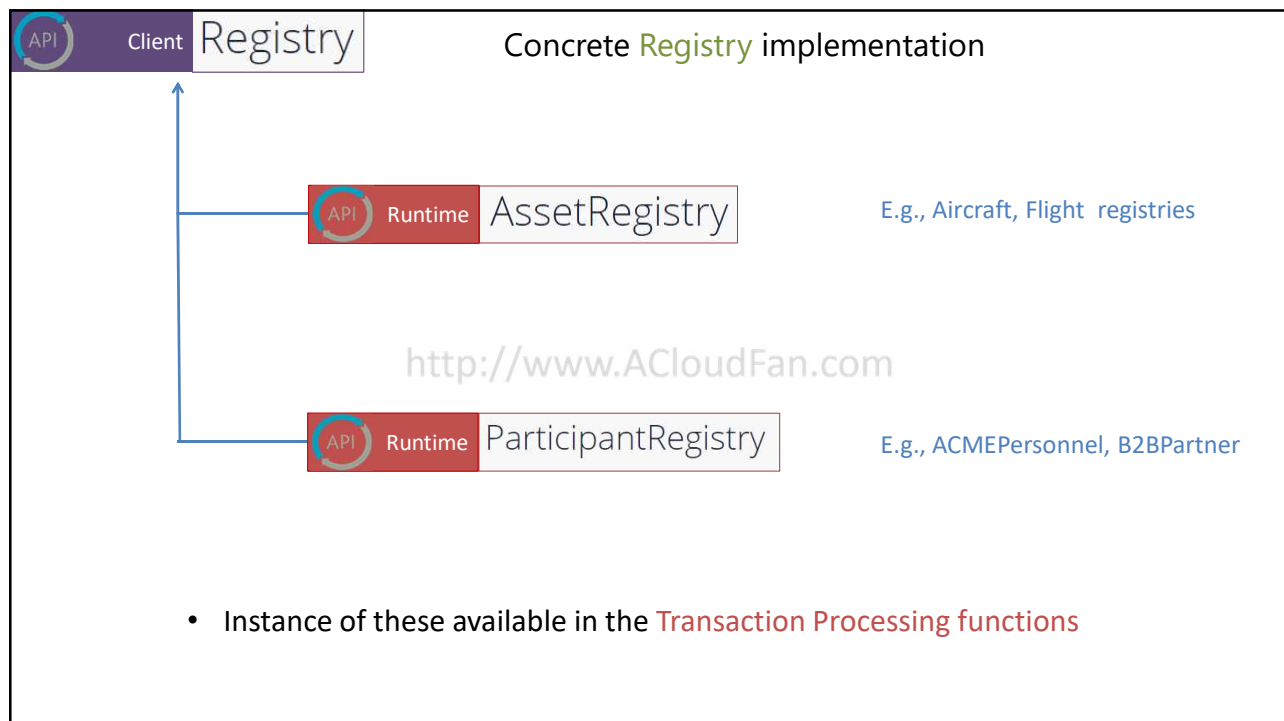 API Client Registry
Concrete Registry implementation
API Runtime AssetRegistry
E.g., Aircraft, Flight registries
http://www.ACloudFan.com
API Runtime ParticipantRegistry
E.g., ACMEPersonnel, B2BPartner
• Instance of these available in the Transaction Processing functions